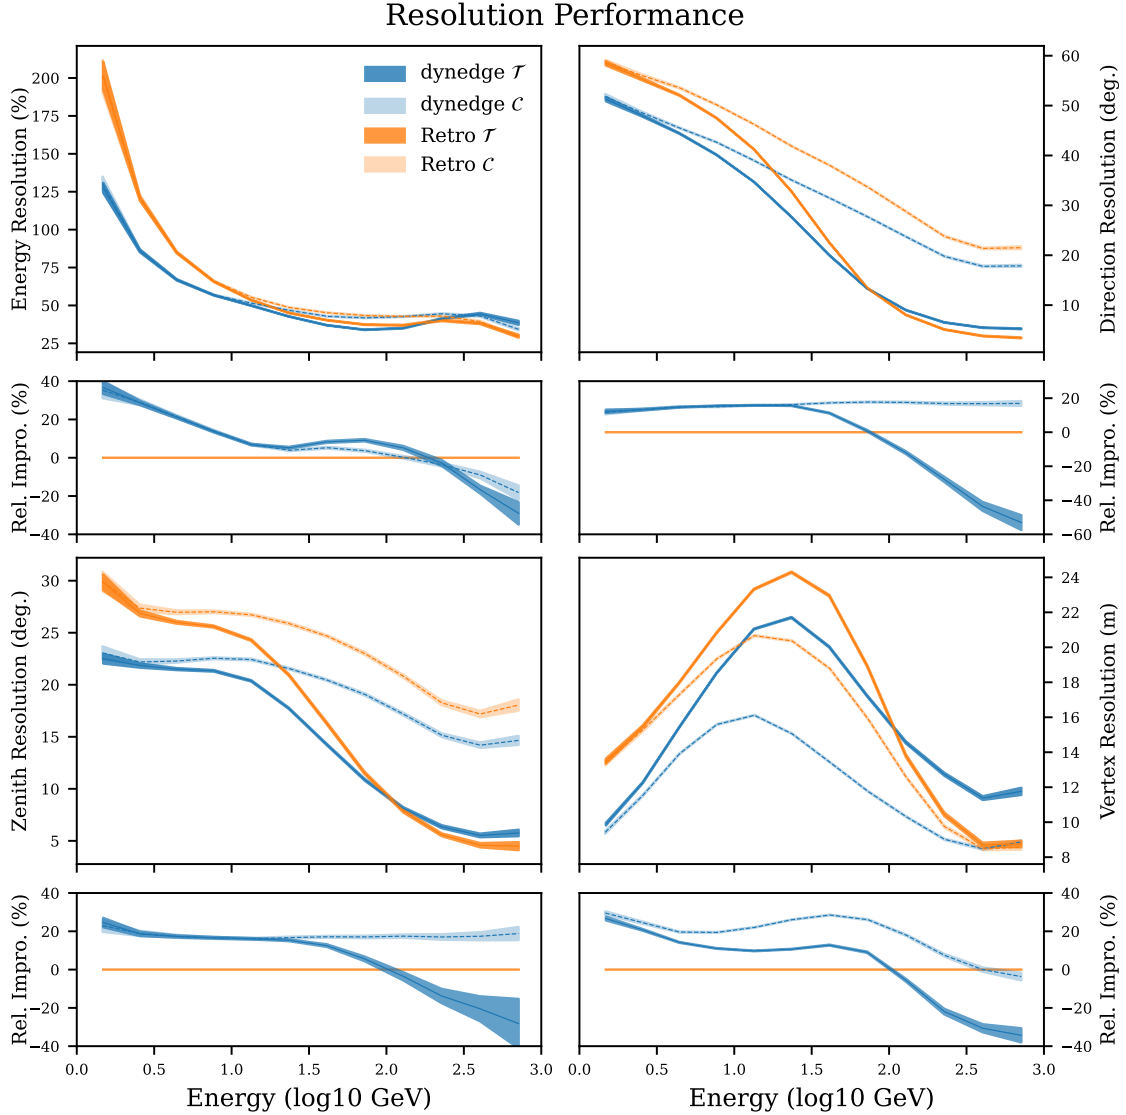 Resolution Performance
Energy Resolution (%)
200
175
150
125
100
75
50
25
dynedge 𝒯
dynedge 𝒞
Retro 𝒯
Retro 𝒞
Direction Resolution (deg.)
60
50
40
30
20
10
Rel. Impro. (%)
40
20
0
−20
−40
Rel. Impro. (%)
20
0
−20
−40
−60
Zenith Resolution (deg.)
30
25
20
15
10
5
Vertex Resolution (m)
24
22
20
18
16
14
12
10
8
Rel. Impro. (%)
40
20
0
−20
−40
0.0 0.5 1.0 1.5 2.0 2.5 3.0
Energy (log10 GeV)
Rel. Impro. (%)
40
20
0
−20
−40
0.0 0.5 1.0 1.5 2.0 2.5 3.0
Energy (log10 GeV)